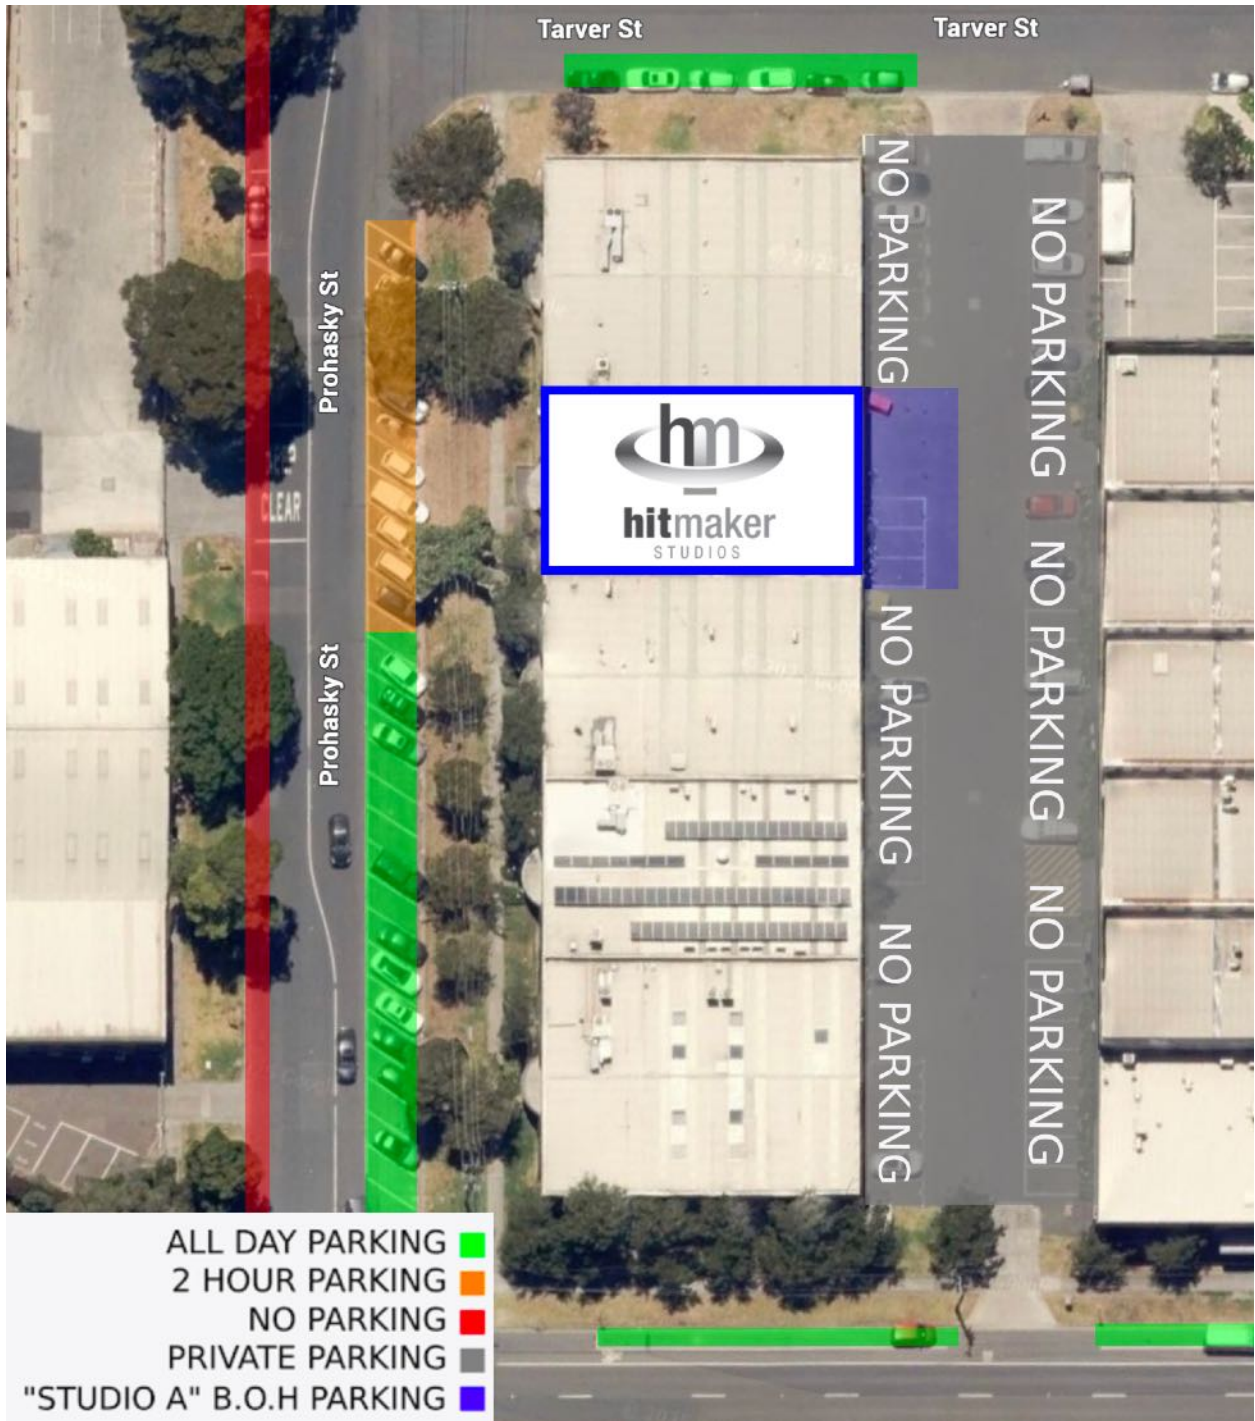 Tarver St
Tarver St
NO PARKING
NO PARKING
Prohasky St
CLEAR
hm
hitmaker
STUDIOS
NO PARKING
NO PARKING
Prohasky St
NO PARKING
NO PARKING
ALL DAY PARKING
2 HOUR PARKING
NO PARKING
PRIVATE PARKING
"STUDIO A" B.O.H PARKING